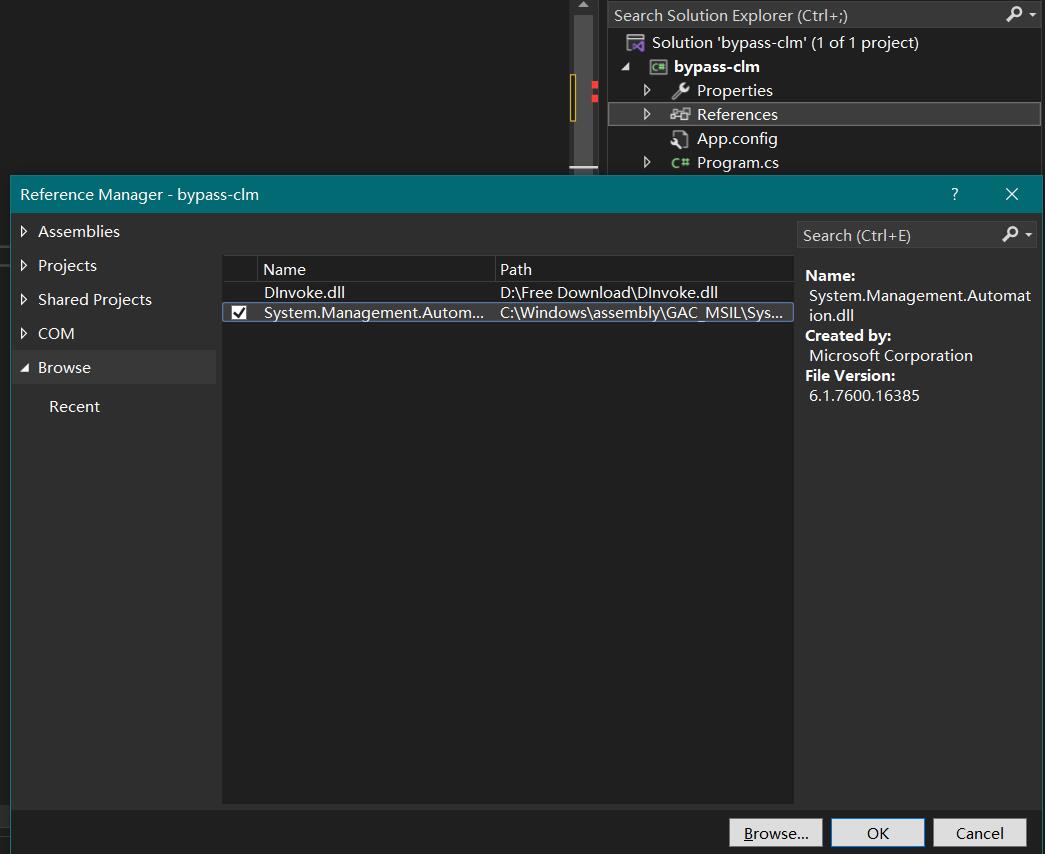 Search Solution Explorer (Ctrl+;)
Solution 'bypass-clm' (1 of 1 project)
bypass-clm
Properties
References
App.config
Program.cs
Reference Manager - bypass-clm
?
Assemblies
Projects
Shared Projects
COM
Browse
Recent
Name Path
DInvoke.dll D:\Free Download\DInvoke.dll
System.Management.Autom... C:\Windows\assembly\GAC_MSIL\Sys...
Search (Ctrl+E)
Name:
System.Management.Automat
ion.dll
Created by:
Microsoft Corporation
File Version:
6.1.7600.16385
Browse... OK Cancel